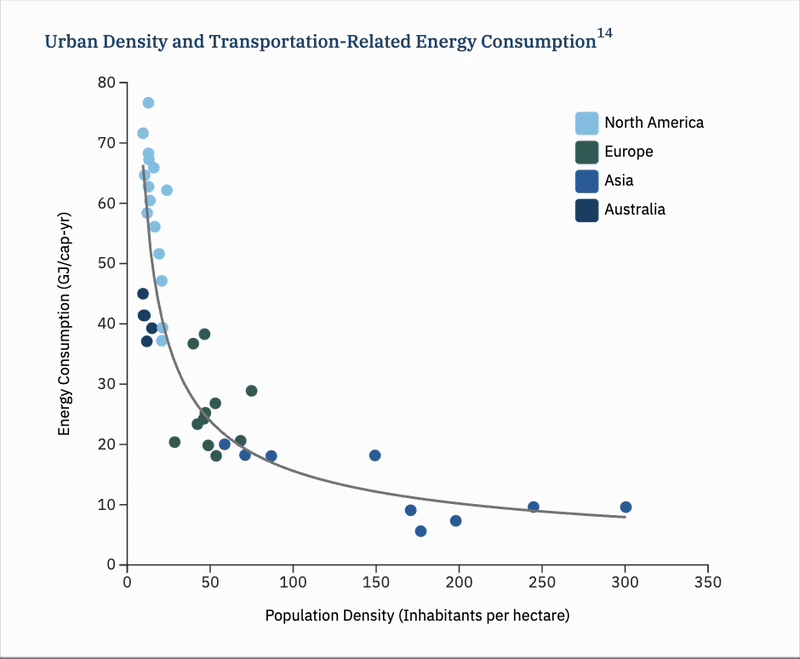 Urban Density and Transportation-Related Energy Consumption14
80
70
60
50
40
30
20
10
0
Energy Consumption (GJ/cap-yr)
North America
Europe
Asia
Australia
0 50 100 150 200 250 300 350
Population Density (Inhabitants per hectare)